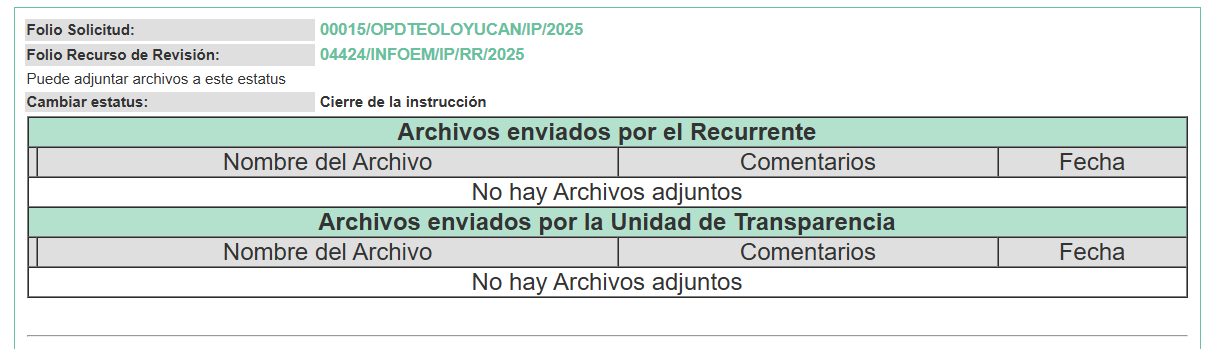 Folio Solicitud: 00015/OPDTEOLOYUCAN/IP/2025
Folio Recurso de Revisión: 04424/INFOEM/IP/RR/2025
Puede adjuntar archivos a este estatus
Cambiar estatus: Cierre de la instrucción
Archivos enviados por el Recurrente
Nombre del Archivo Comentarios Fecha
No hay Archivos adjuntos
Archivos enviados por la Unidad de Transparencia
Nombre del Archivo Comentarios Fecha
No hay Archivos adjuntos